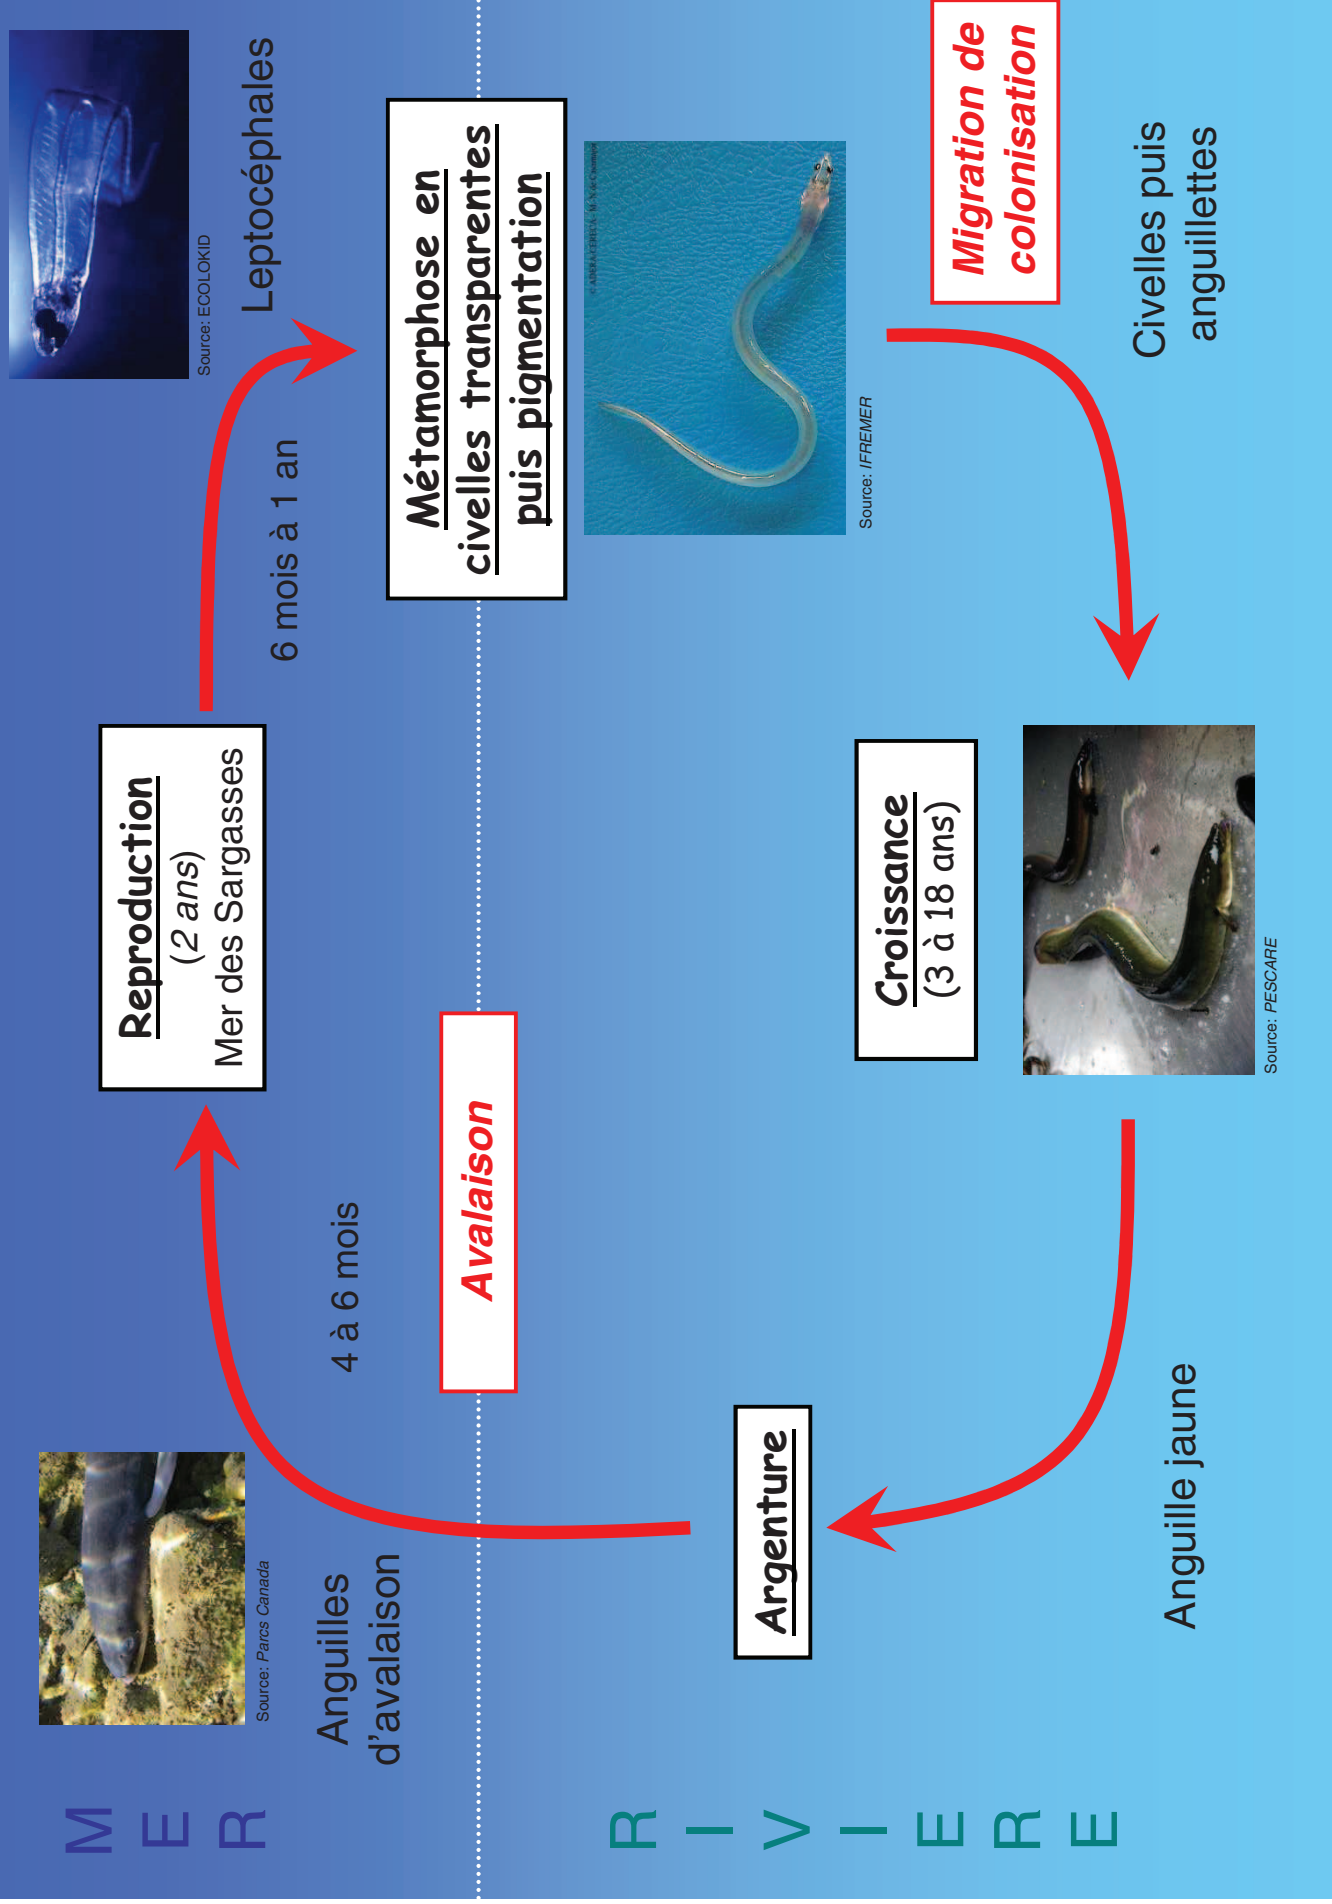 MER
Source: ECOLOKID
Leptocéphales
Reproduction
(2 ans)
Mer des Sargasses
6 mois à 1 an
Source: Parcs Canada
Anguilles
d'avalaison
4 à 6 mois
Avalaison
Métamorphose en
civelles transparentes
puis pigmentation
Source: IFREMER
RIVIERE
Migration de
colonisation
Civelles puis
anguillettes
Croissance
(3 à 18 ans)
Source: PESCARE
Argenture
Anguille jaune